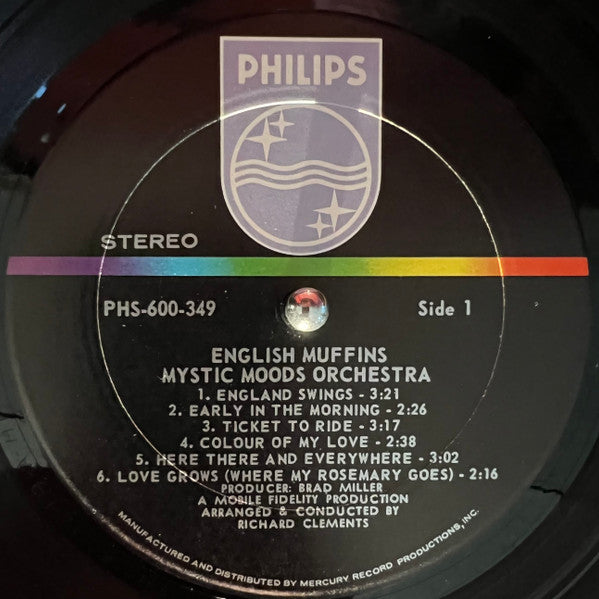 PHILIPS
STEREO
PHS-600-349
Side 1
ENGLISH MUFFINS
MYSTIC MOODS ORCHESTRA
1. ENGLAND SWINGS - 3:21
2. EARLY IN THE MORNING - 2:26
3. TICKET TO RIDE - 3:17
4. COLOUR OF MY LOVE - 2:38
5. HERE THERE AND EVERYWHERE - 3:02
6. LOVE GROWS (WHERE MY ROSEMARY GOES) - 2:16
PRODUCER: BRAD MILLER
A MOBILE FIDELITY PRODUCTION
ARRANGED & CONDUCTED BY
RICHARD CLEMENTS
MANUFACTURED AND DISTRIBUTED BY MERCURY RECORD PRODUCTIONS, INC.